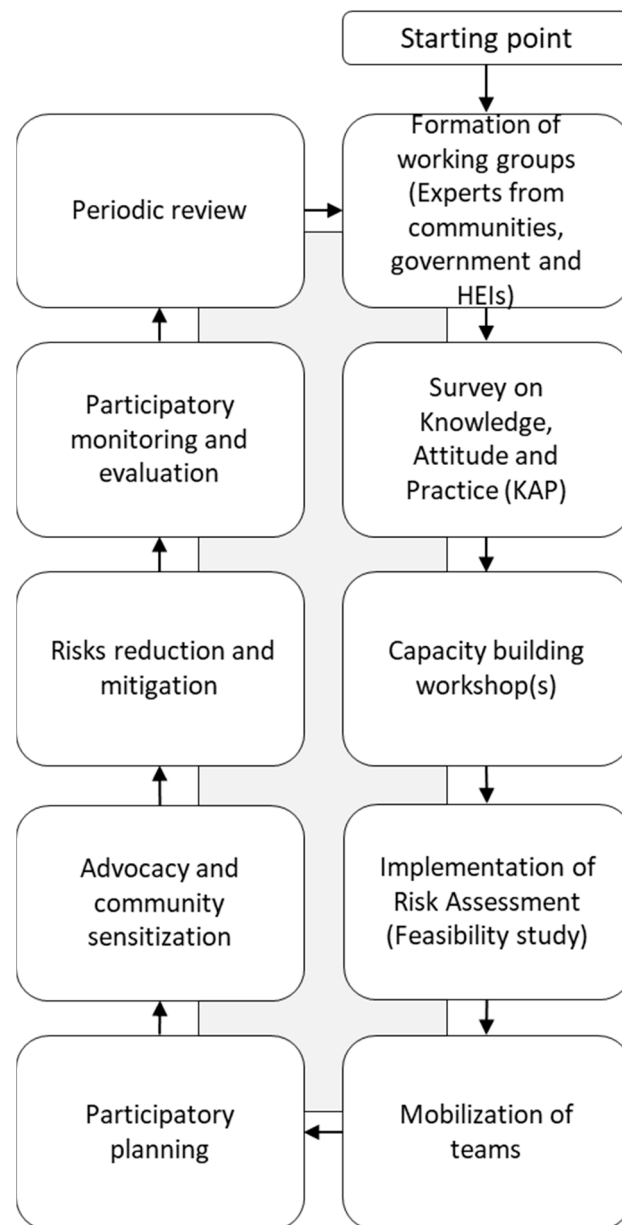 Starting point
Formation of
working groups
(Experts from
communities,
government and
HEIs)
Survey on
Knowledge,
Attitude and
Practice (KAP)
Capacity building
workshop(s)
Implementation of
Risk Assessment
(Feasibility study)
Mobilization of
teams
Participatory
planning
Advocacy and
community
sensitization
Risks reduction and
mitigation
Participatory
monitoring and
evaluation
Periodic review